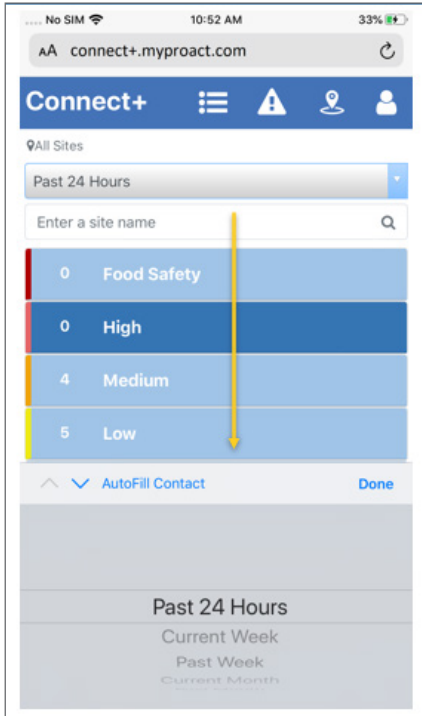 No SIM 10:52 AM 33%
AA connect+.myproact.com
Connect+
All Sites
Past 24 Hours
Enter a site name
0 Food Safety
0 High
4 Medium
5 Low
AutoFill Contact Done
Past 24 Hours
Current Week
Past Week
Current Month